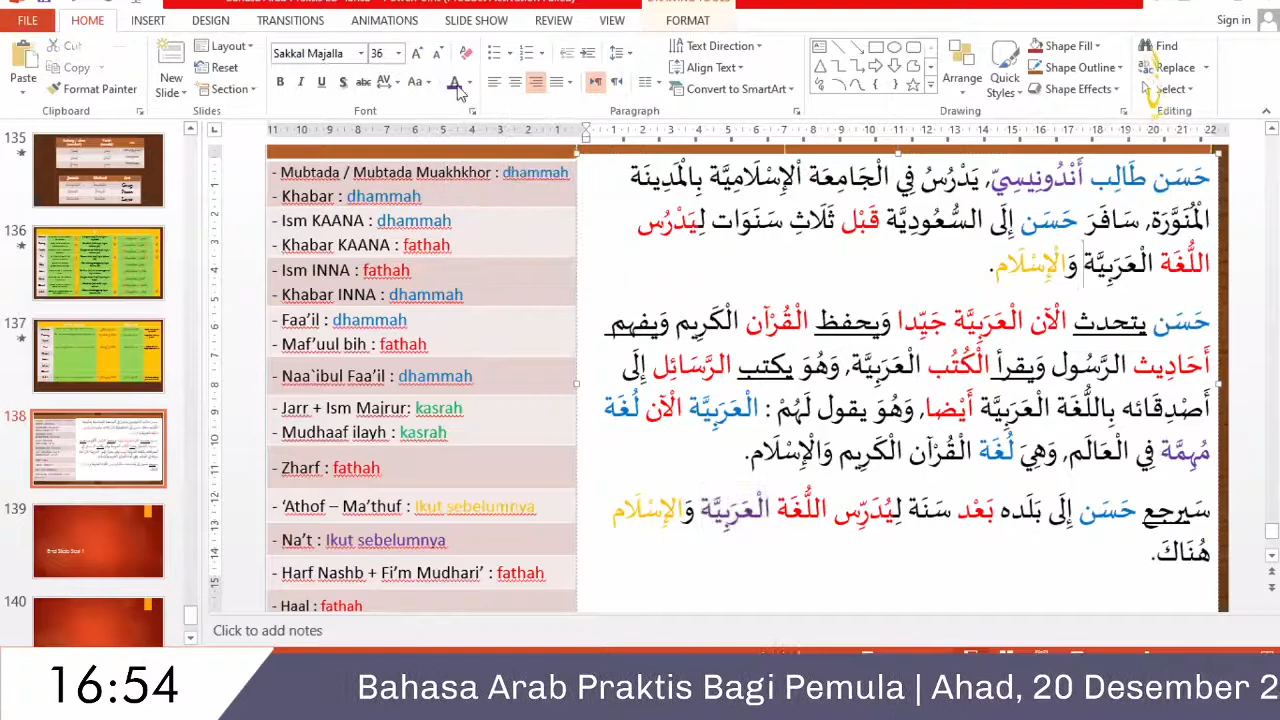 FILE
HOME
INSERT
DESIGN
TRANSITIONS
ANIMATIONS
SLIDE SHOW
REVIEW
VIEW
FORMAT
Sign in
Paste
Cut
Copy
Format Painter
Clipboard
New
Slide
Layout
Reset
Section
Slides
Sakkal Majalla
36
Font
Text Direction
Align Text
Convert to SmartArt
Paragraph
Arrange
Quick
Styles
Shape Fill
Shape Outline
Shape Effects
Drawing
Find
Replace
Select
Editing
135
136
137
138
139
140
- Mubtada / Mubtada Muakhkhor : dhammah
- Khabar : dhammah
- Ism KAANA : dhammah
- Khabar KAANA : fathah
- Ism INNA : fathah
- Khabar INNA : dhammah
- Faa'il : dhammah
- Maf'uul bih : fathah
- Naa`ibul Faa'il : dhammah
- Jarr + Ism Majrur: kasrah
- Mudhaaf ilayh : kasrah
- Zharf : fathah
- 'Athof – Ma'thuf : Ikut sebelumnya
- Na't : Ikut sebelumnya
- Harf Nashb + Fi'm Mudhari' : fathah
- Haal : fathah
حَسَن طَالِب أَنْدُونِيسِيّ, يَدْرُسُ فِي الْجَامِعَة الْإِسْلَامِيَّة بِالْمَدِينَة
الْمُنَوَّرَة, سَافَرَ حَسَن إِلَى السُّعُودِيَّة قَبْل ثَلَاثِ سَنَوَات لِيَدْرُس
اللُّغَة الْعَرَبِيَّة وَالْإِسْلَام.
حَسَن يتحدث الْآن الْعَرَبِيَّة جَيِّدا وَيحفظ الْقُرْآن الْكَرِيم وَيفهم
أَحَادِيث الرَّسُول وَيقرأ الْكُتُب الْعَرَبِيَّة, وَهُوَ يكتب الرَّسَائِل إِلَى
أَصْدِقَائه بِاللُّغَة الْعَرَبِيَّة أَيْضا, وَهُوَ يقول لَهُمْ : الْعَرَبِيَّة الْآن لُغَة
مُهِمَّة فِي الْعَالَم, وَهِيَ لُغَة الْقُرْآن الْكَرِيم وَالْإِسْلَام.
سَيرجع حَسَن إِلَى بَلَده بَعْد سَنَة لِيُدَرِّس اللُّغَة الْعَرَبِيَّة وَالإِسْلَام
هُنَاكَ.
Click to add notes
16:54
Bahasa Arab Praktis Bagi Pemula | Ahad, 20 Desember 2